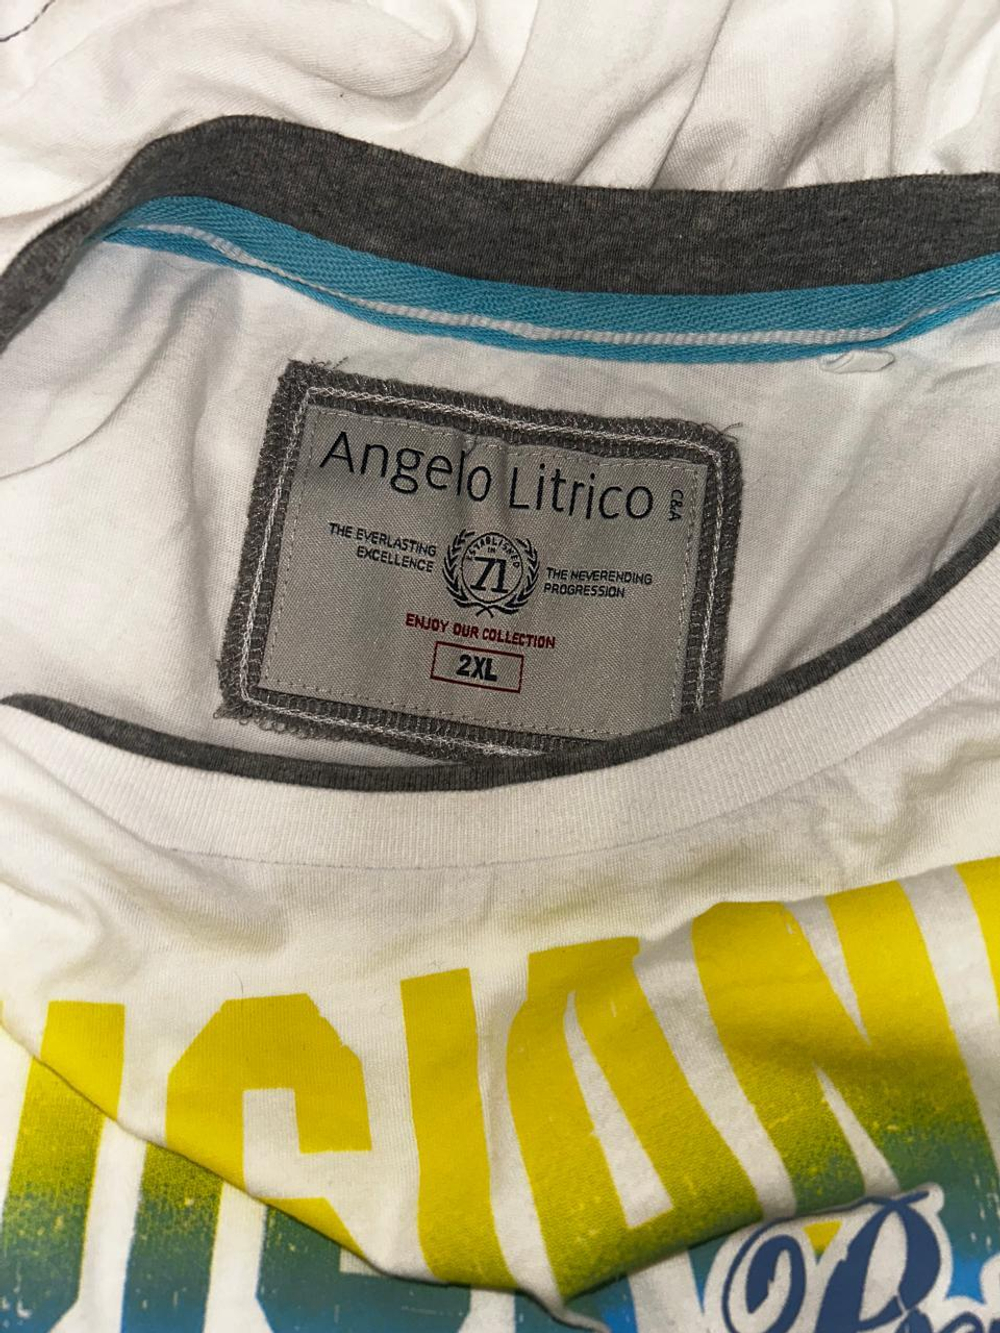 Angelo Litrico
C&A
THE EVERLASTING
EXCELLENCE
ESTABLISHED
IN
71
THE NEVERENDING
PROGRESSION
ENJOY OUR COLLECTION
2XL